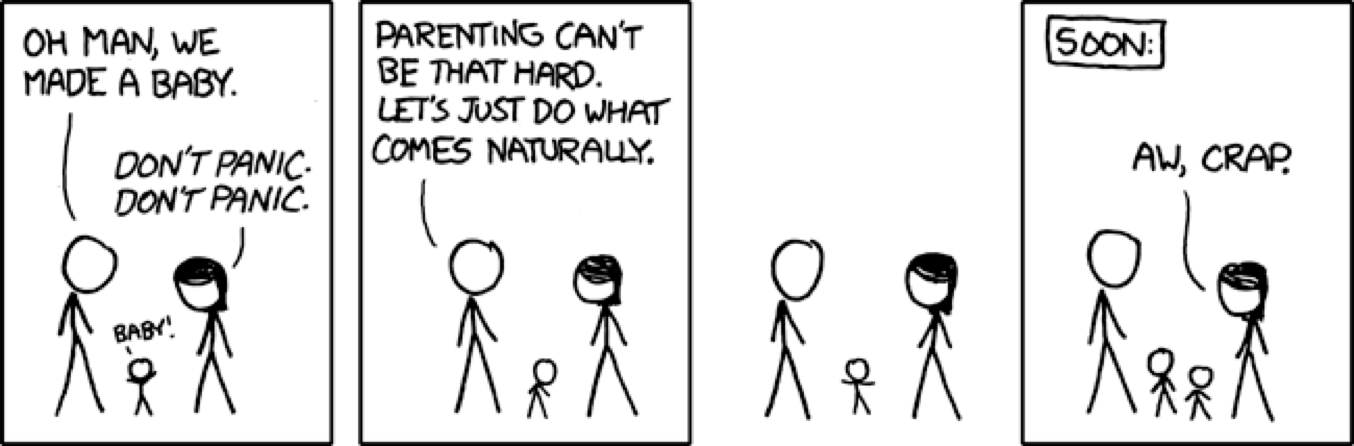 OH MAN, WE
MADE A BABY.
DON'T PANIC.
DON'T PANIC.
BABY!
PARENTING CAN'T
BE THAT HARD.
LET'S JUST DO WHAT
COMES NATURALLY.
SOON:
AW, CRAP.